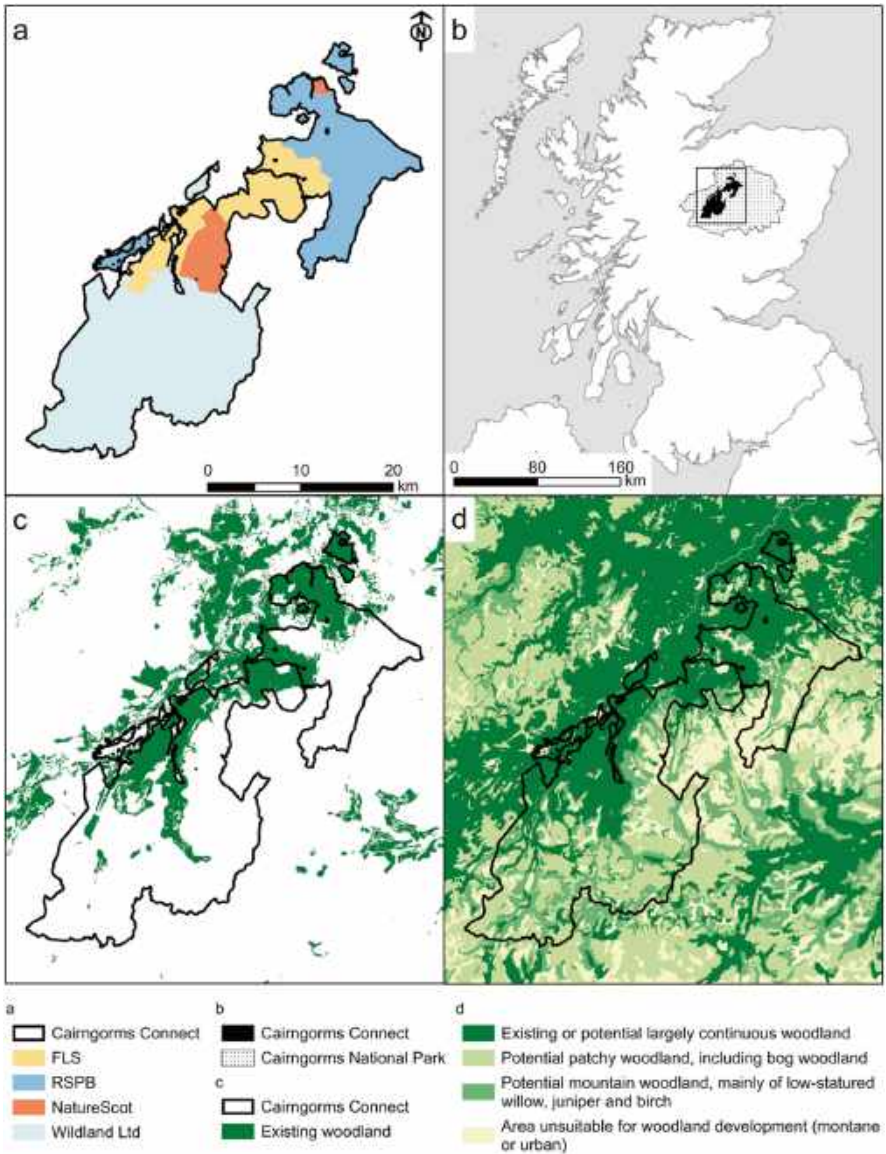 a
N
b
0 10 20
km
0 80 160
km
c
d
a
Cairngorms Connect
FLS
RSPB
NatureScot
Wildland Ltd
b
Cairngorms Connect
Cairngorms National Park
c
Cairngorms Connect
Existing woodland
d
Existing or potential largely continuous woodland
Potential patchy woodland, including bog woodland
Potential mountain woodland, mainly of low-statured
willow, juniper and birch
Area unsuitable for woodland development (montane
or urban)